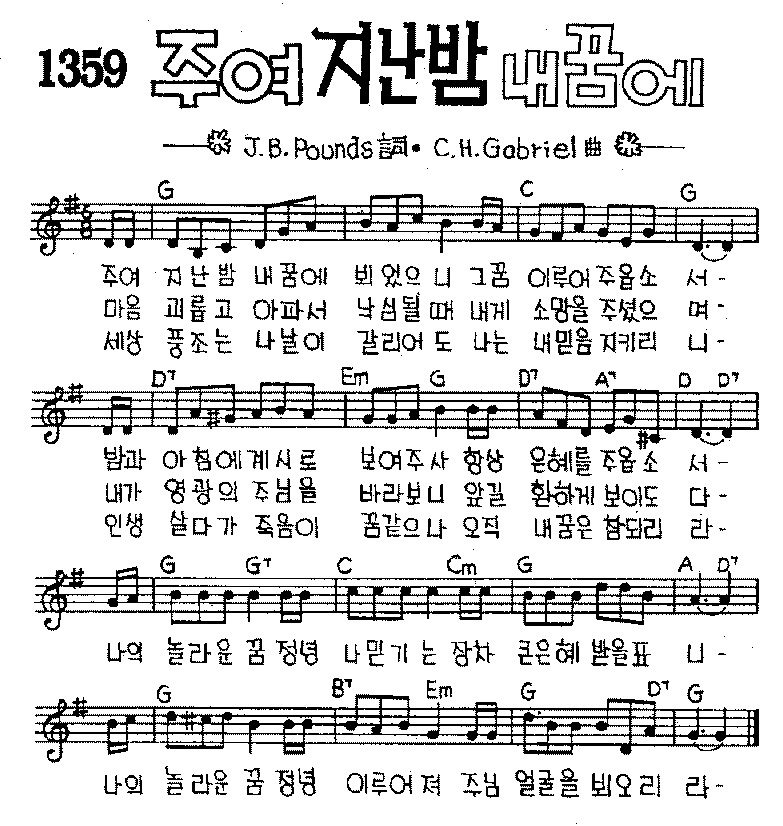 1359 주여 지난밤 내꿈에
J.B.Pounds 詞 · C.H.Gabriel 曲
G C G
주여 지난밤 내꿈에 뵈었으니 그꿈 이루어주옵소 서-
마음 괴롭고 아파서 낙심될때 내게 소망을 주셨으 며-
세상 풍조는 나날이 갈리어도 나는 내믿음지키리 니-
D7 Em G D7 A7 D D7
밤과 아침에계시로 보여주사 항상 은혜를주옵소 서-
내가 영광의 주님을 바라보니 앞길 환하게보이도 다-
인생 살다가 죽음이 꿈같으나 오직 내꿈은 참되리 라-
G G7 C Cm G A D7
나의 놀라운꿈 정녕 나믿기는 장차 큰은혜 받을표 니-
G B7 Em G D7 G
나의 놀라운꿈 정녕 이루어져 주님 얼굴을 뵈오리 라-